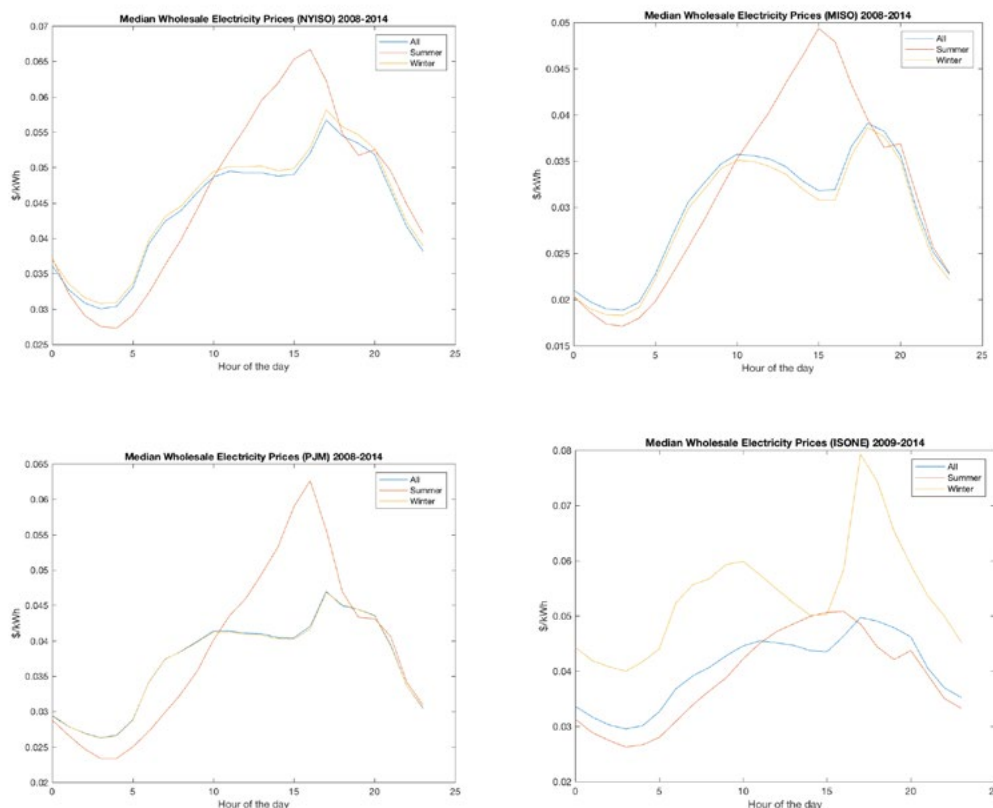 Median Wholesale Electricity Prices (NYISO) 2008-2014
0.07
0.065
0.06
0.055
0.05
0.045
0.04
0.035
0.03
0.025
$/kWh
0 5 10 15 20 25
Hour of the day
All
Summer
Winter
Median Wholesale Electricity Prices (MISO) 2008-2014
0.05
0.045
0.04
0.035
0.03
0.025
0.02
0.015
$/kWh
0 5 10 15 20 25
Hour of the day
All
Summer
Winter
Median Wholesale Electricity Prices (PJM) 2008-2014
0.065
0.06
0.055
0.05
0.045
0.04
0.035
0.03
0.025
0.02
$/kWh
0 5 10 15 20 25
Hour of the day
All
Summer
Winter
Median Wholesale Electricity Prices (ISONE) 2009-2014
0.08
0.07
0.06
0.05
0.04
0.03
0.02
$/kWh
0 5 10 15 20
Hour of the day
All
Summer
Winter